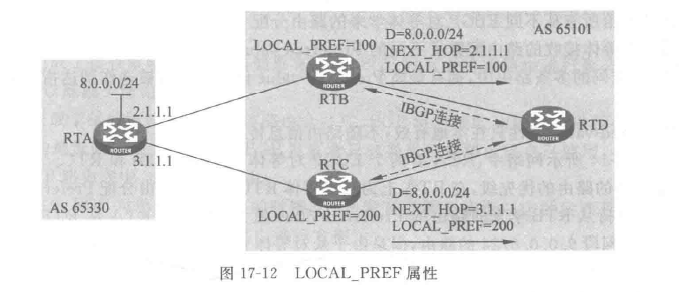 AS 65101
D=8.0.0.0/24
NEXT_HOP=2.1.1.1
LOCAL_PREF=100
LOCAL_PREF=100
ROUTER
RTB
8.0.0.0/24
2.1.1.1
RTA
ROUTER
3.1.1.1
AS 65330
IBGP连接
IBGP连接
ROUTER
RTD
RTC
ROUTER
LOCAL_PREF=200
D=8.0.0.0/24
NEXT_HOP=3.1.1.1
LOCAL_PREF=200
图 17-12 LOCAL_PREF 属性